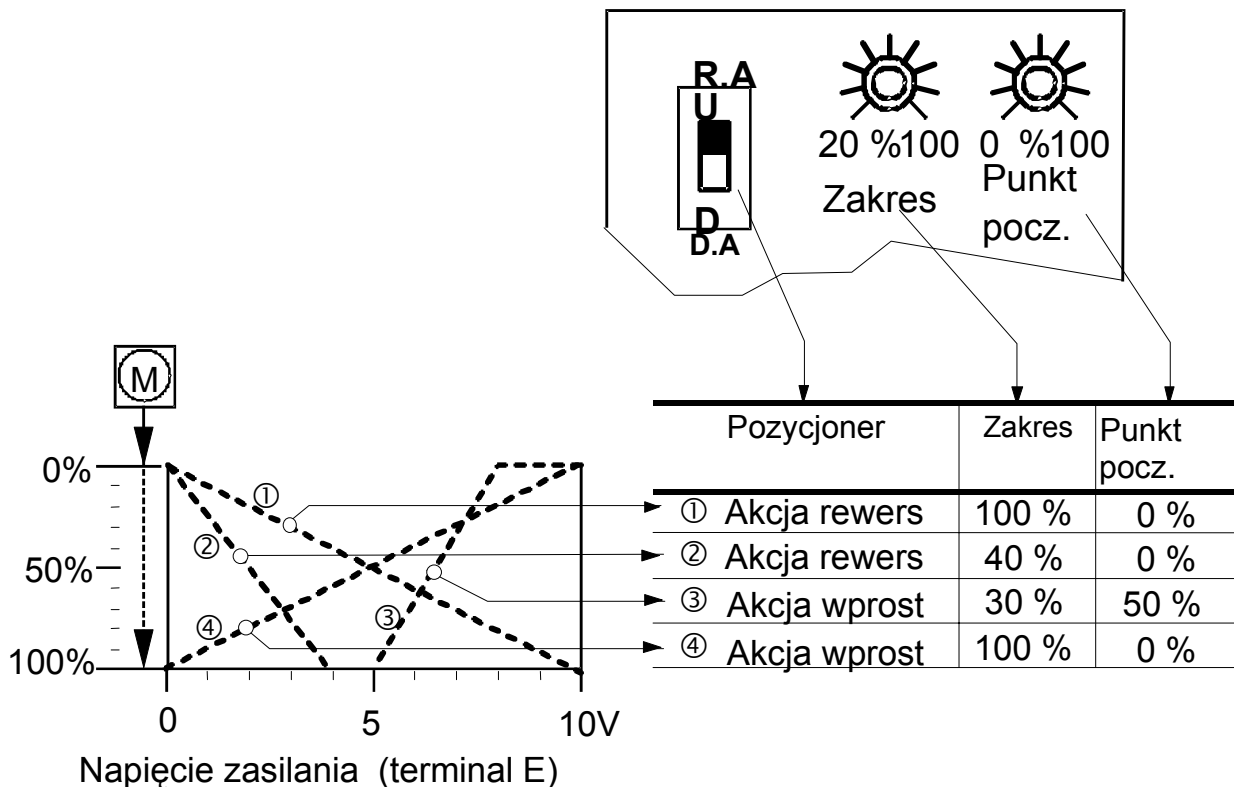 R.A
U
D
D.A
20 %100
0 %100
Zakres
Punkt
pocz.
M
0%
50%
100%
①
②
③
④
0
5
10V
Napięcie zasilania (terminal E)
Pozycjoner
Zakres
Punkt
pocz.
① Akcja rewers 100 % 0 %
② Akcja rewers 40 % 0 %
③ Akcja wprost 30 % 50 %
④ Akcja wprost 100 % 0 %